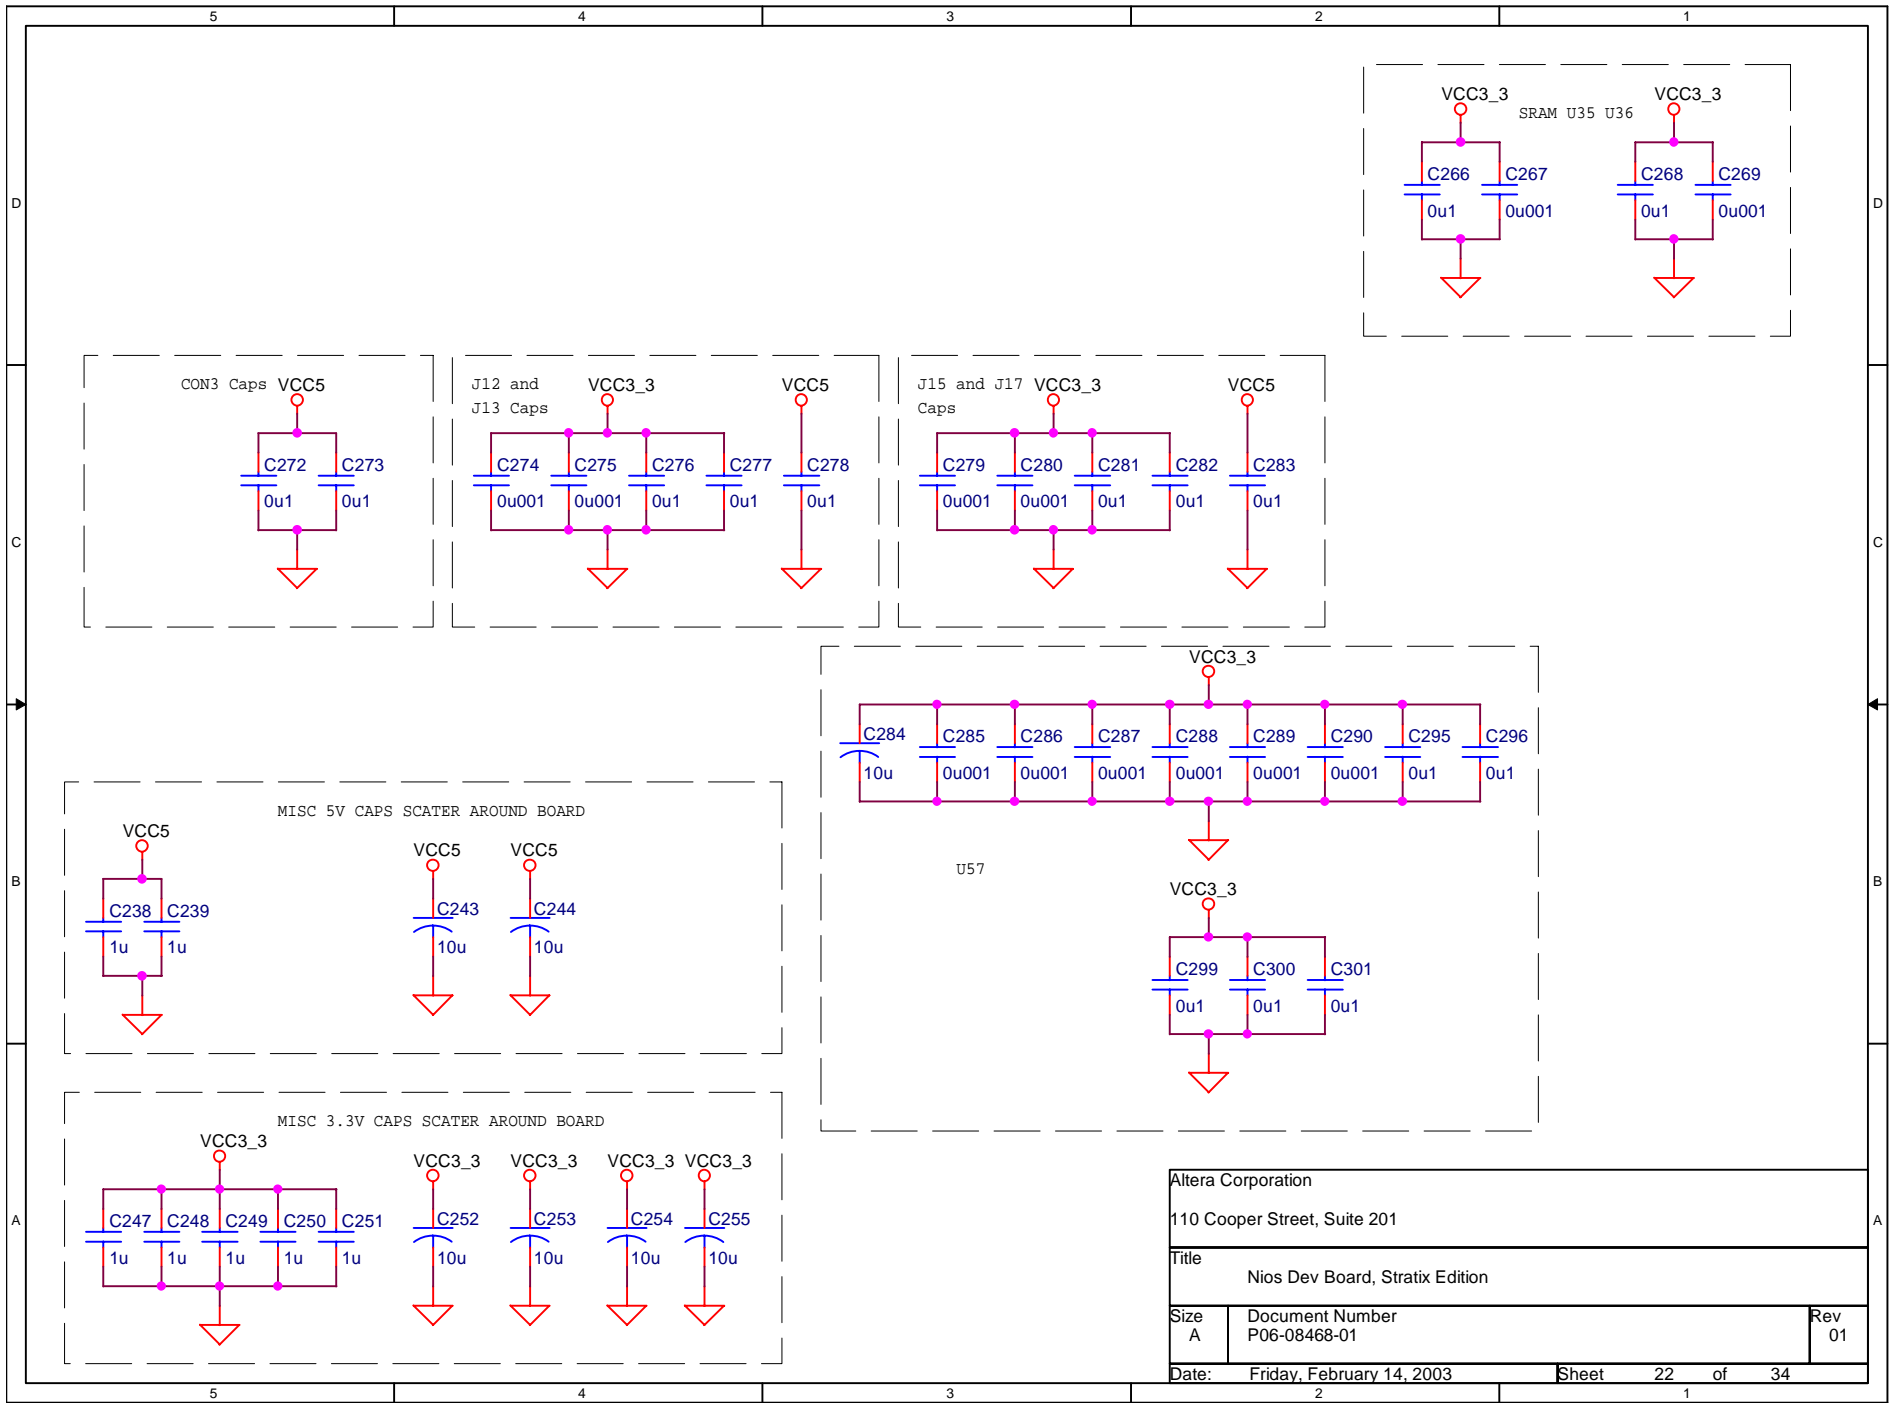 5 4 3 2 1
D D
C C
B B
A A
VCC3_3 VCC3_3
SRAM U35 U36
C266 C267 C268 C269
0u1 0u001 0u1 0u001
CON3 Caps VCC5
C272 C273
0u1 0u1
J12 and VCC3_3 VCC5
J13 Caps
C274 C275 C276 C277 C278
0u001 0u001 0u1 0u1 0u1
J15 and J17 VCC3_3 VCC5
Caps
C279 C280 C281 C282 C283
0u001 0u001 0u1 0u1 0u1
VCC3_3
C284 C285 C286 C287 C288 C289 C290 C295 C296
10u 0u001 0u001 0u001 0u001 0u001 0u001 0u1 0u1
U57
VCC3_3
C299 C300 C301
0u1 0u1 0u1
MISC 5V CAPS SCATER AROUND BOARD
VCC5 VCC5 VCC5
C238 C239 C243 C244
1u 1u 10u 10u
MISC 3.3V CAPS SCATER AROUND BOARD
VCC3_3 VCC3_3 VCC3_3 VCC3_3 VCC3_3
C247 C248 C249 C250 C251 C252 C253 C254 C255
1u 1u 1u 1u 1u 10u 10u 10u 10u
Altera Corporation
110 Cooper Street, Suite 201
Title
Nios Dev Board, Stratix Edition
Size Document Number Rev
A P06-08468-01 01
Date: Friday, February 14, 2003 Sheet 22 of 34
5 4 3 2 1